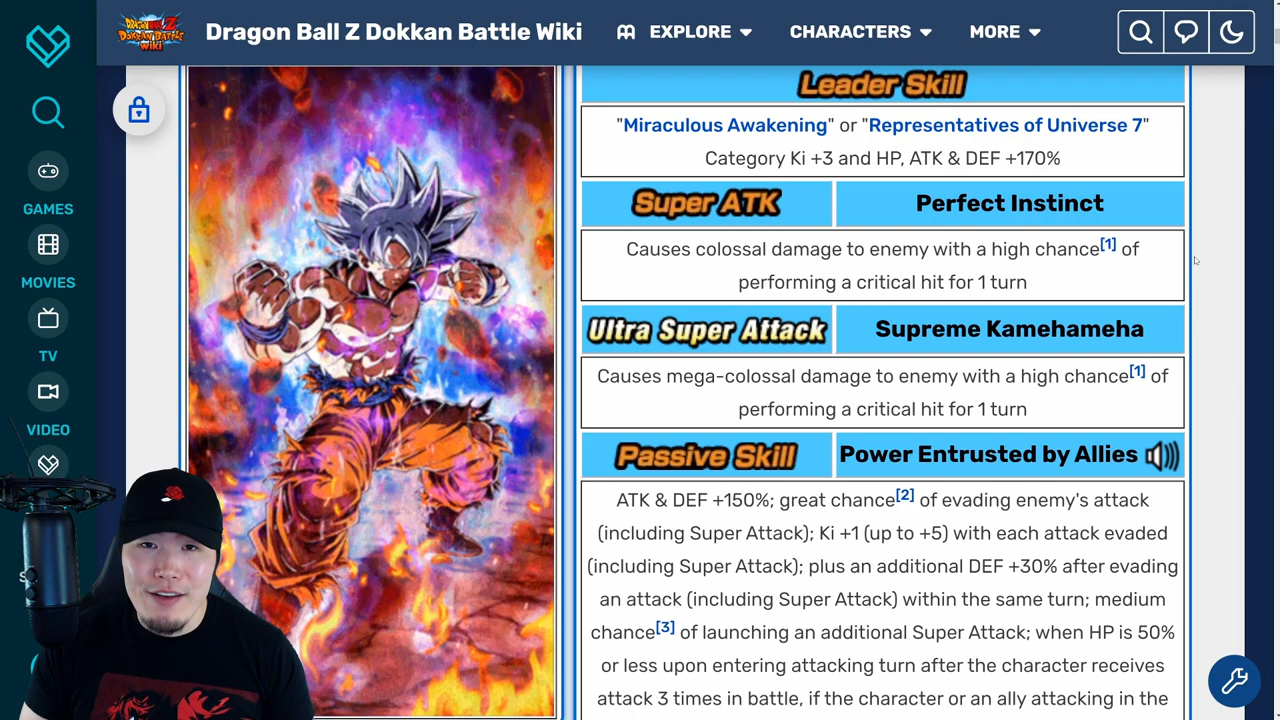 DRAGON BALL Z DOKKAN BATTLE WIKI
Dragon Ball Z Dokkan Battle Wiki
EXPLORE
CHARACTERS
MORE
GAMES
MOVIES
TV
VIDEO
Leader Skill
"Miraculous Awakening" or "Representatives of Universe 7"
Category Ki +3 and HP, ATK & DEF +170%
Super ATK
Perfect Instinct
Causes colossal damage to enemy with a high chance[1] of
performing a critical hit for 1 turn
Ultra Super Attack
Supreme Kamehameha
Causes mega-colossal damage to enemy with a high chance[1] of
performing a critical hit for 1 turn
Passive Skill
Power Entrusted by Allies
ATK & DEF +150%; great chance[2] of evading enemy's attack
(including Super Attack); Ki +1 (up to +5) with each attack evaded
(including Super Attack); plus an additional DEF +30% after evading
an attack (including Super Attack) within the same turn; medium
chance[3] of launching an additional Super Attack; when HP is 50%
or less upon entering attacking turn after the character receives
attack 3 times in battle, if the character or an ally attacking in the